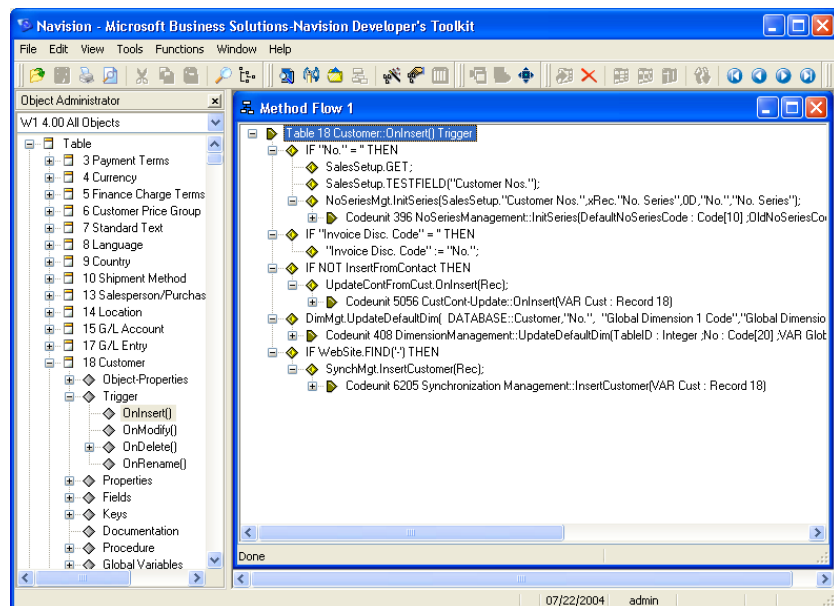 Navision - Microsoft Business Solutions-Navision Developer's Toolkit
File Edit View Tools Functions Window Help
Object Administrator
W1 4.00 All Objects
Table
3 Payment Terms
4 Currency
5 Finance Charge Terms
6 Customer Price Group
7 Standard Text
8 Language
9 Country
10 Shipment Method
13 Salesperson/Purchas
14 Location
15 G/L Account
17 G/L Entry
18 Customer
Object-Properties
Trigger
OnInsert()
OnModify()
OnDelete()
OnRename()
Properties
Fields
Keys
Documentation
Procedure
Global Variables
Method Flow 1
Table 18 Customer::OnInsert() Trigger
IF "No." = '' THEN
SalesSetup.GET;
SalesSetup.TESTFIELD("Customer Nos.");
NoSeriesMgt.InitSeries(SalesSetup."Customer Nos.",xRec."No. Series",0D,"No.","No. Series");
Codeunit 396 NoSeriesManagement::InitSeries(DefaultNoSeriesCode : Code[10] ;OldNoSeriesCo
IF "Invoice Disc. Code" = '' THEN
"Invoice Disc. Code" := "No.";
IF NOT InsertFromContact THEN
UpdateContFromCust.OnInsert(Rec);
Codeunit 5056 CustCont-Update::OnInsert(VAR Cust : Record 18)
DimMgt.UpdateDefaultDim( DATABASE::Customer,"No.", "Global Dimension 1 Code","Global Dimensio
Codeunit 408 DimensionManagement::UpdateDefaultDim(TableID : Integer ;No : Code[20] ;VAR Glob
IF WebSite.FIND('-') THEN
SynchMgt.InsertCustomer(Rec);
Codeunit 6205 Synchronization Management::InsertCustomer(VAR Cust : Record 18)
Done
07/22/2004 admin